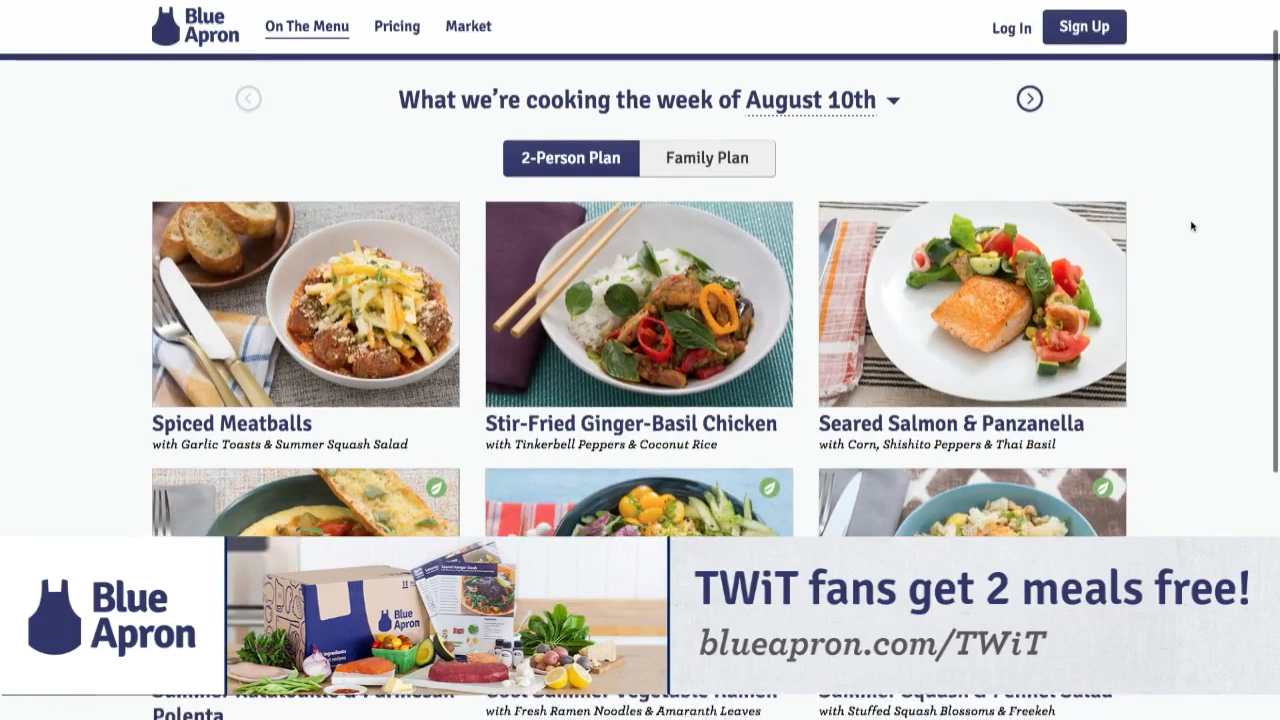 Blue Apron
On The Menu
Pricing
Market
Log In
Sign Up
What we're cooking the week of August 10th
2-Person Plan
Family Plan
Spiced Meatballs
with Garlic Toasts & Summer Squash Salad
Stir-Fried Ginger-Basil Chicken
with Tinkerbell Peppers & Coconut Rice
Seared Salmon & Panzanella
with Corn, Shishito Peppers & Thai Basil
Blue
Apron
Blue
Apron
TWiT fans get 2 meals free!
blueapron.com/TWiT
Polenta
with Fresh Ramen Noodles & Amaranth Leaves
with Stuffed Squash Blossoms & Freekeh